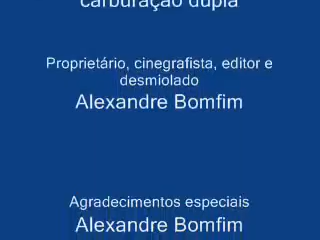 carburação dupla
Proprietário, cinegrafista, editor e
desmiolado
Alexandre Bomfim
Agradecimentos especiais
Alexandre Bomfim